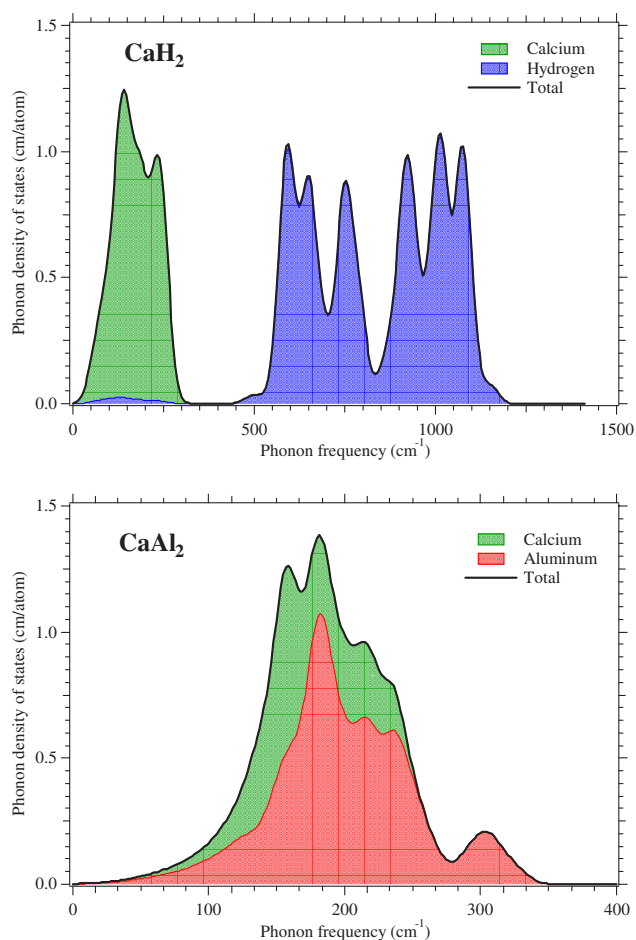 1.5
CaH2
Calcium
Hydrogen
Total
1.0
0.5
0.0
Phonon density of states (cm/atom)
0
500
1000
1500
Phonon frequency (cm-1)
1.5
CaAl2
Calcium
Aluminum
Total
1.0
0.5
0.0
Phonon density of states (cm/atom)
0
100
200
300
400
Phonon frequency (cm-1)